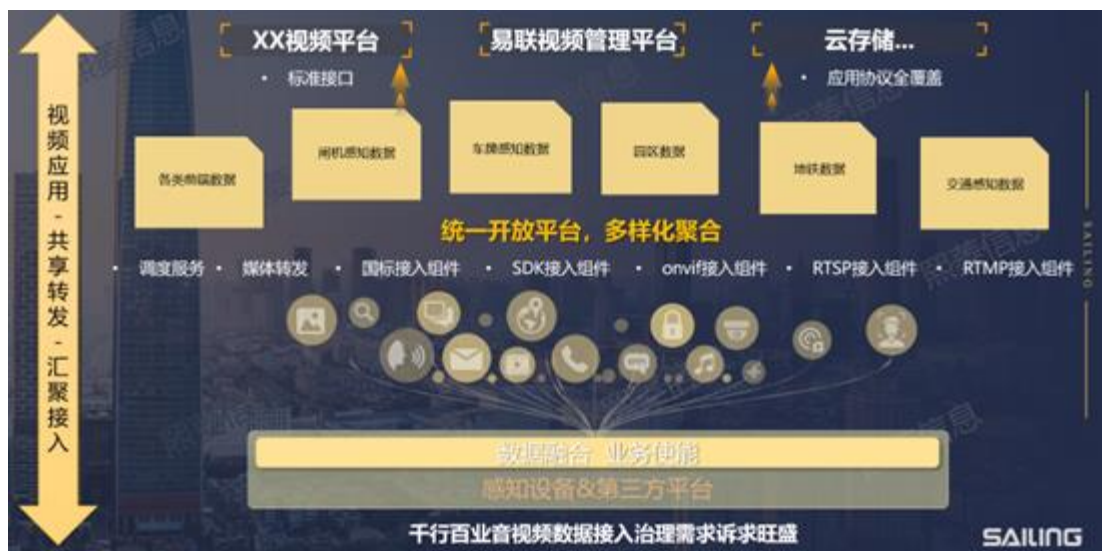 XX视频平台
易联视频管理平台
云存储...
• 标准接口
• 应用协议全覆盖
视频应用-共享转发-汇聚接入
各类前端数据
闸机感知数据
车牌感知数据
园区数据
地铁数据
交通感知数据
统一开放平台，多样化聚合
• 调度服务 • 媒体转发 • 国标接入组件 • SDK接入组件 • onvif接入组件 • RTSP接入组件 • RTMP接入组件
SAILING
数据融合 业务使能
感知设备&第三方平台
千行百业音视频数据接入治理需求诉求旺盛
SAILING